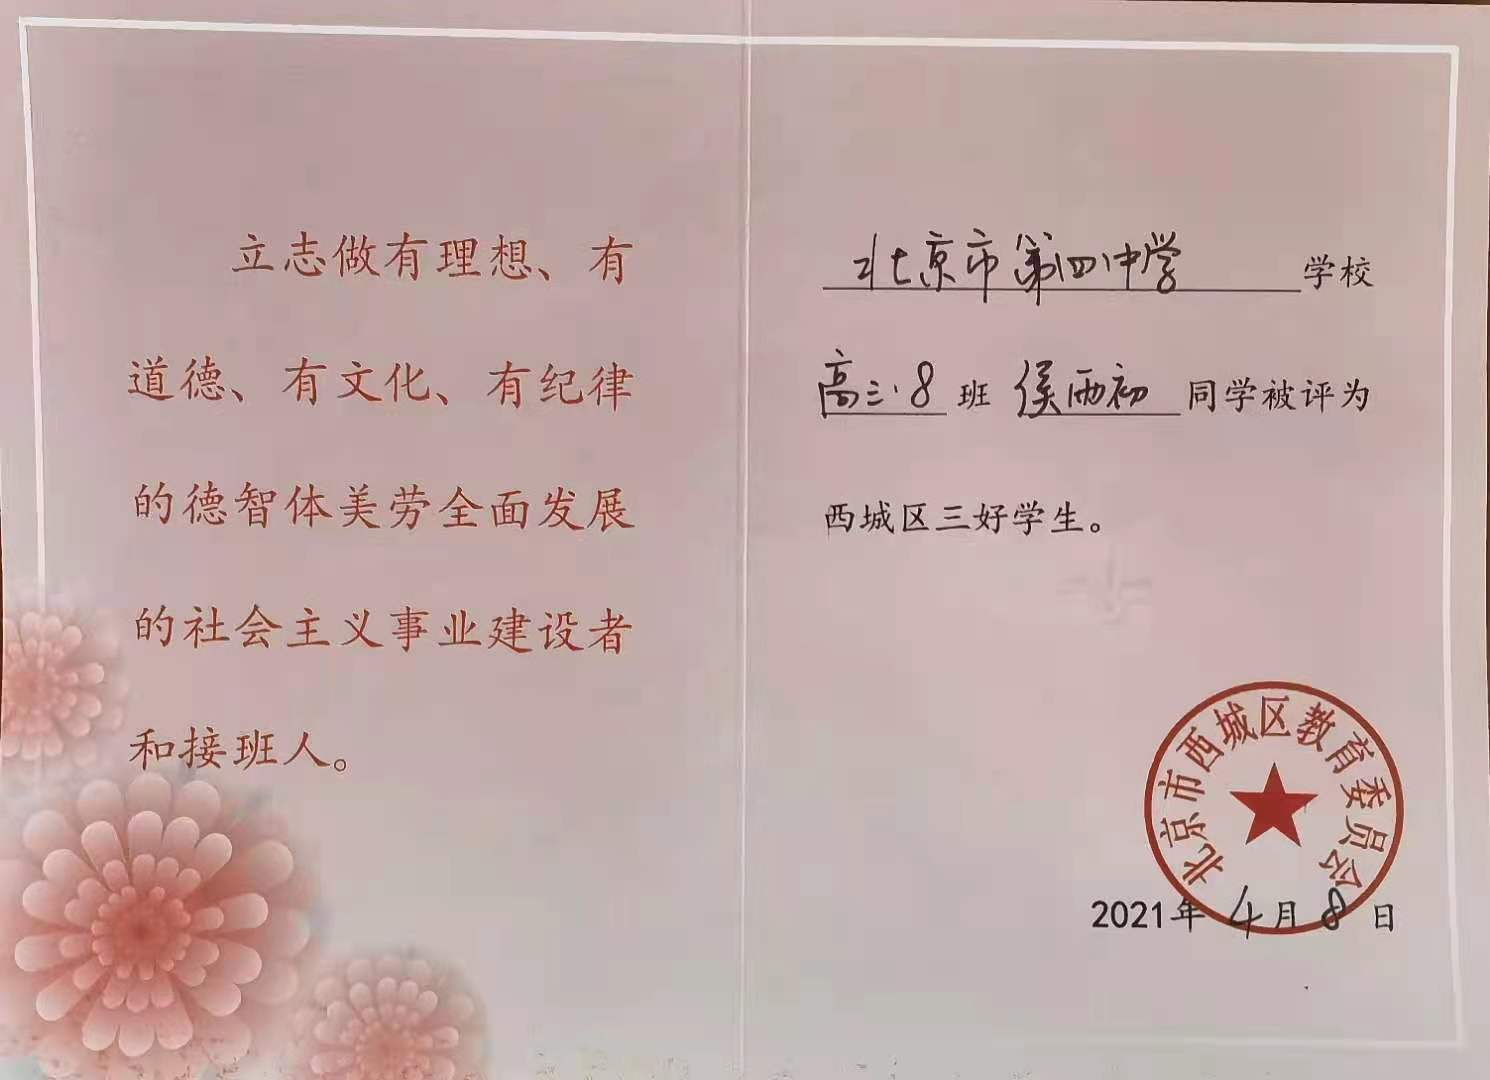 立志做有理想、有
道德、有文化、有纪律
的德智体美劳全面发展
的社会主义事业建设者
和接班人。
北京市第四中学学校
高三·8班侯雨初同学被评为
西城区三好学生。
北京市西城区教育委员会
2021年4月8日